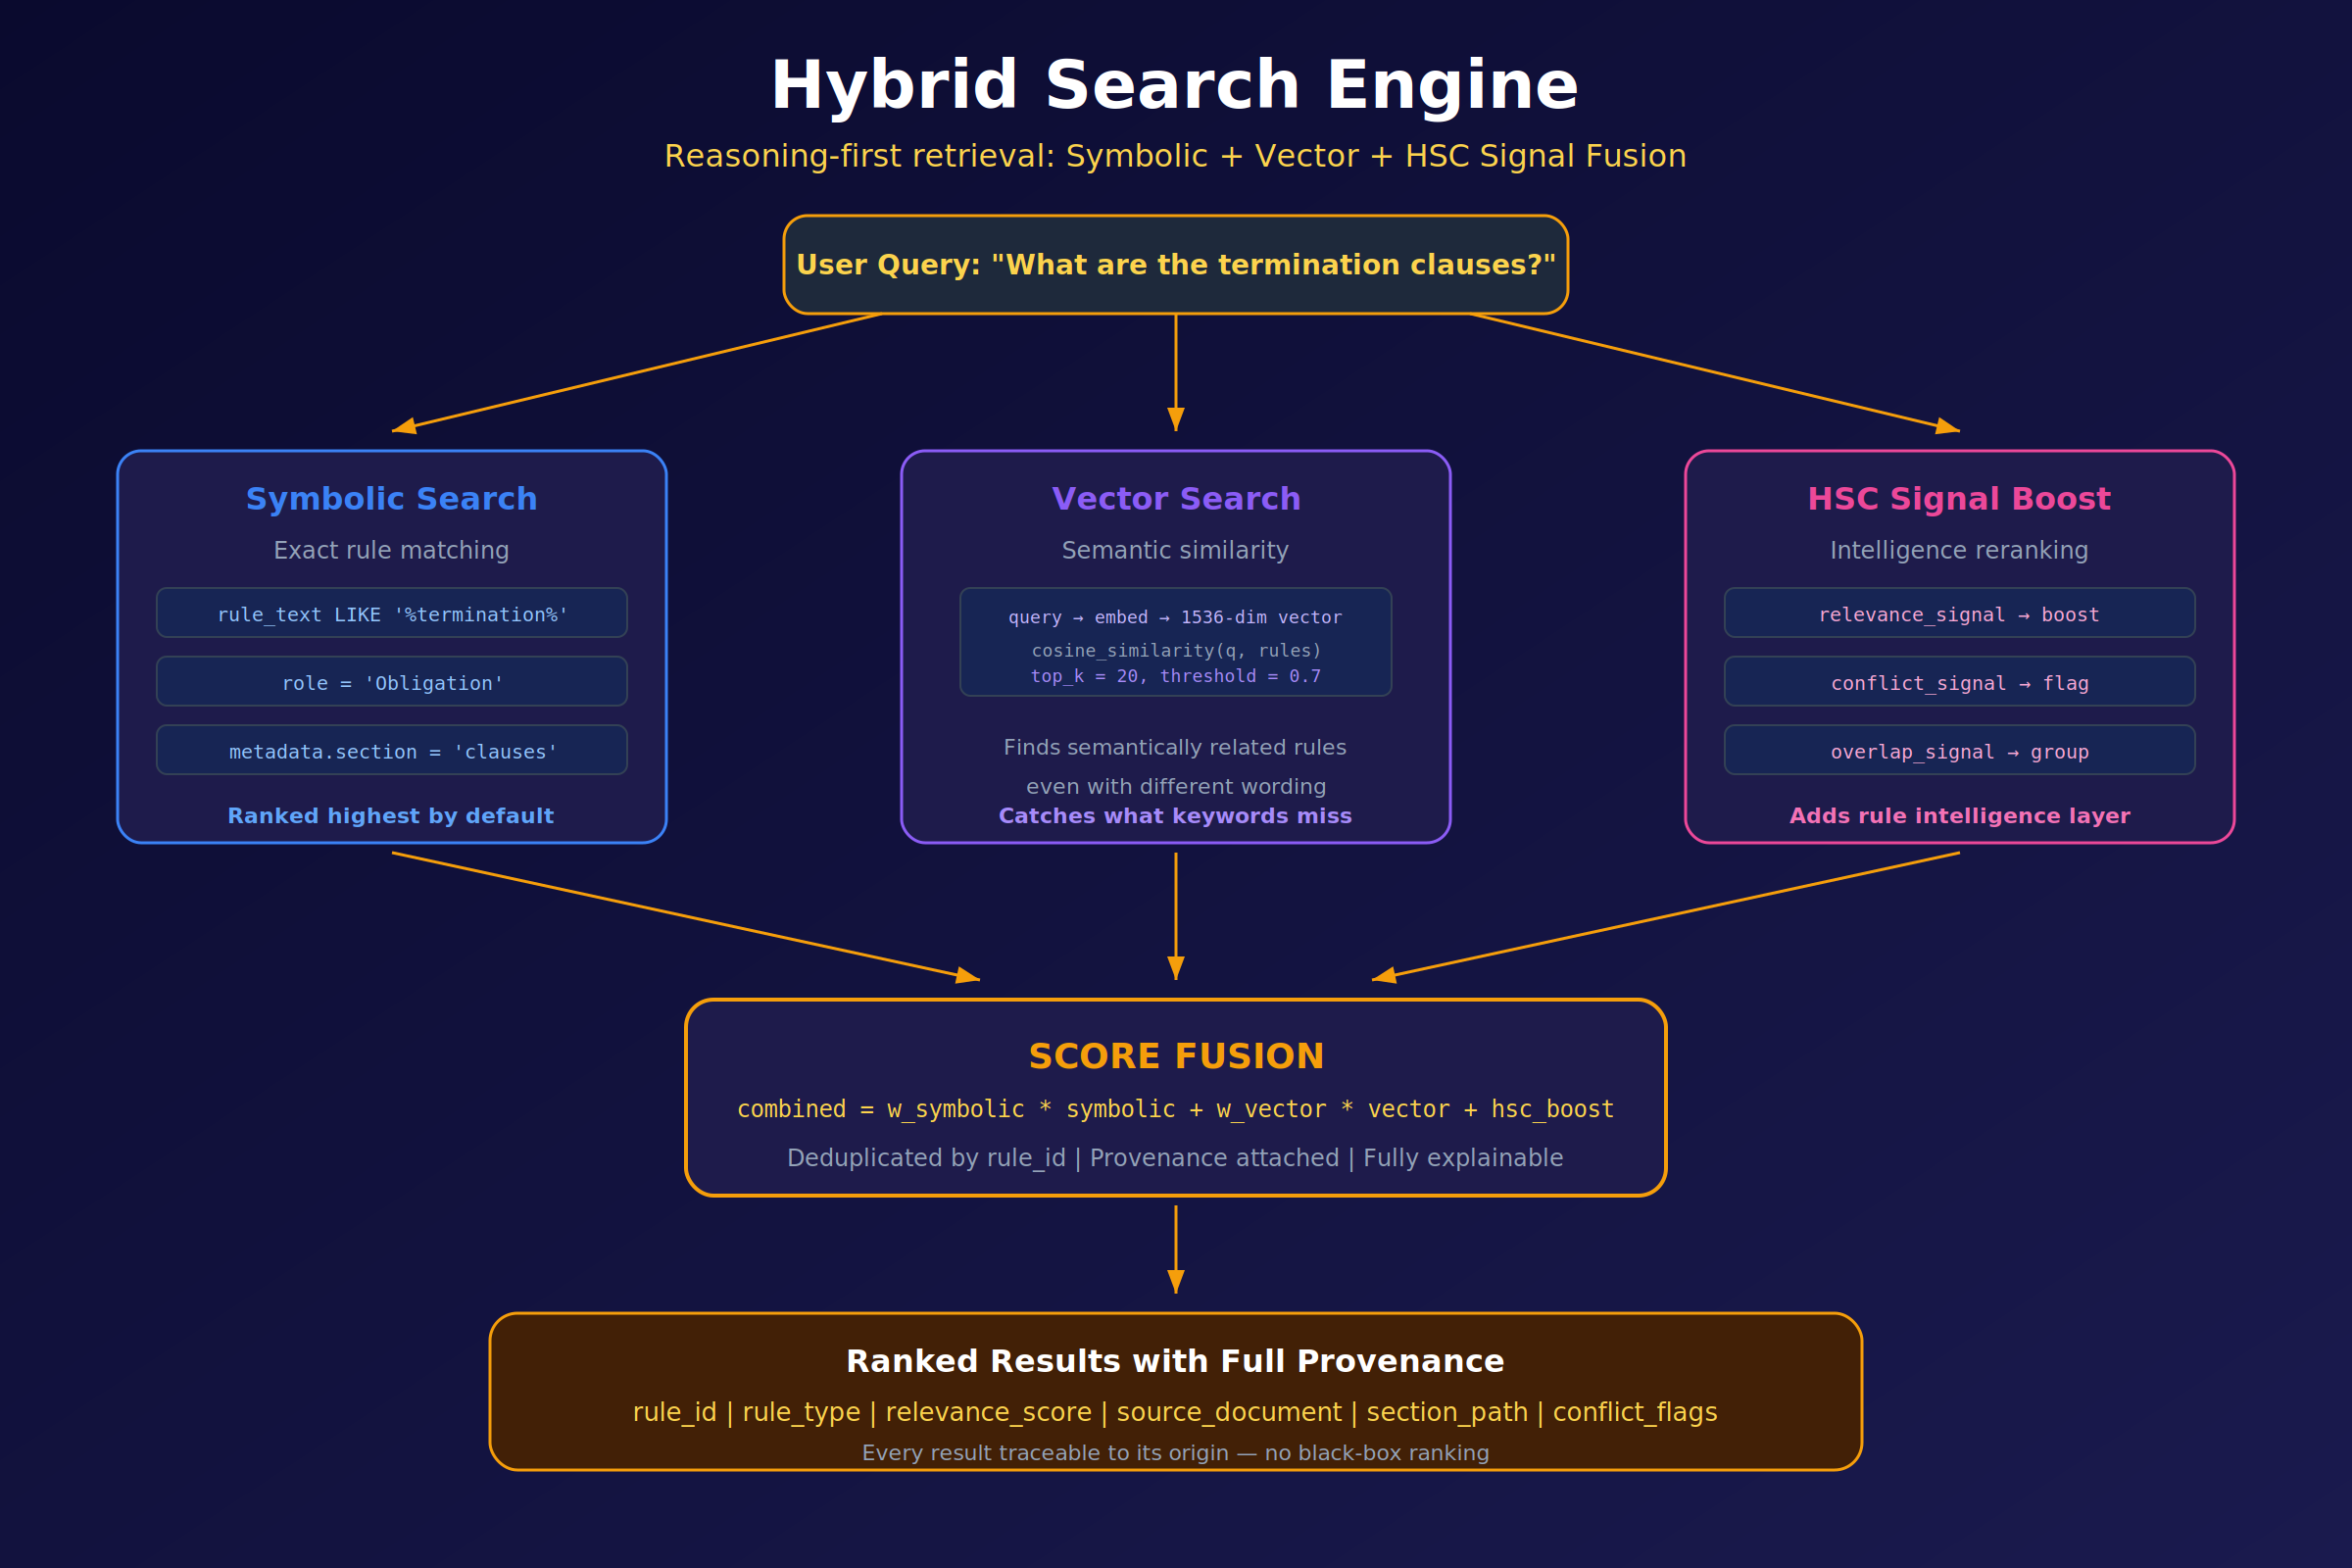 Hybrid Search Engine
Reasoning-first retrieval: Symbolic + Vector + HSC Signal Fusion
User Query: "What are the termination clauses?"
Symbolic Search
Exact rule matching
rule_text LIKE '%termination%'
role = 'Obligation'
metadata.section = 'clauses'
Ranked highest by default
Vector Search
Semantic similarity
query → embed → 1536-dim vector
cosine_similarity(q, rules)
top_k = 20, threshold = 0.7
Finds semantically related rules
even with different wording
Catches what keywords miss
HSC Signal Boost
Intelligence reranking
relevance_signal → boost
conflict_signal → flag
overlap_signal → group
Adds rule intelligence layer
SCORE FUSION
combined = w_symbolic * symbolic + w_vector * vector + hsc_boost
Deduplicated by rule_id | Provenance attached | Fully explainable
Ranked Results with Full Provenance
rule_id | rule_type | relevance_score | source_document | section_path | conflict_flags
Every result traceable to its origin — no black-box ranking